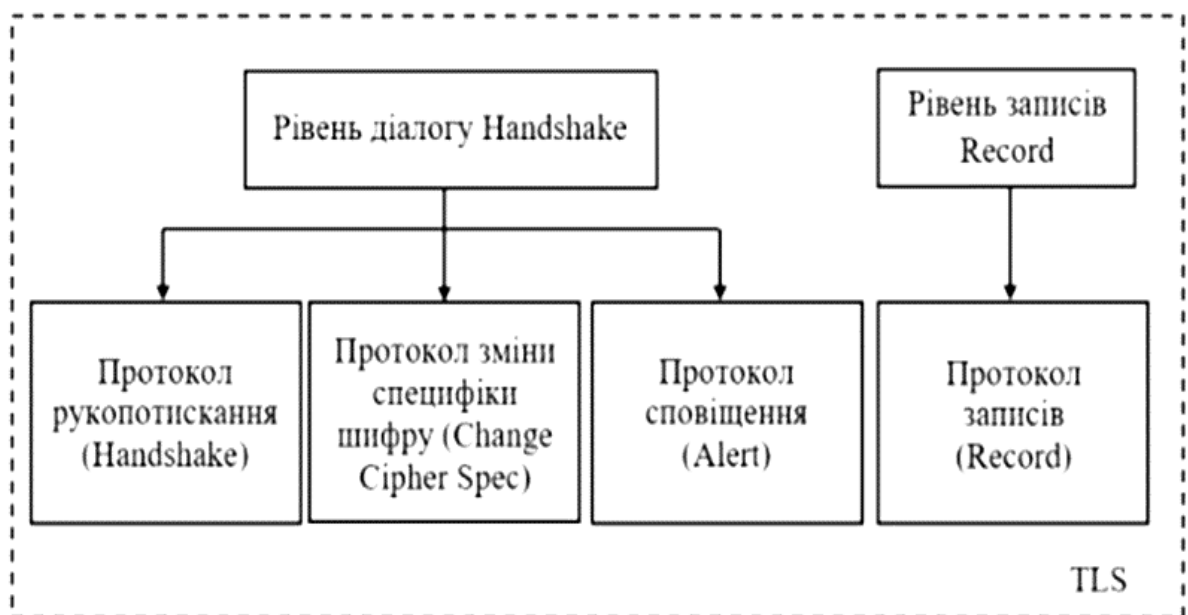 Рівень діалогу Handshake
Рівень записів
Record
Протокол
рукопотискання
(Handshake)
Протокол зміни
специфіки
шифру (Change
Cipher Spec)
Протокол
сповіщення
(Alert)
Протокол
записів
(Record)
TLS